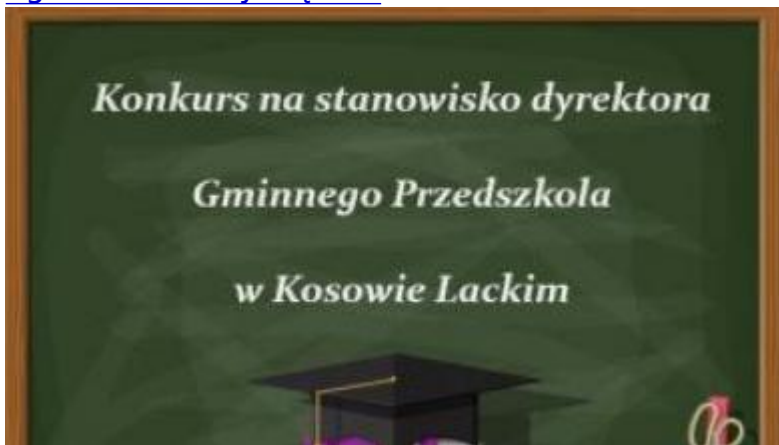 Konkurs na stanowisko dyrektora
Gminnego Przedszkola
w Kosowie Lackim